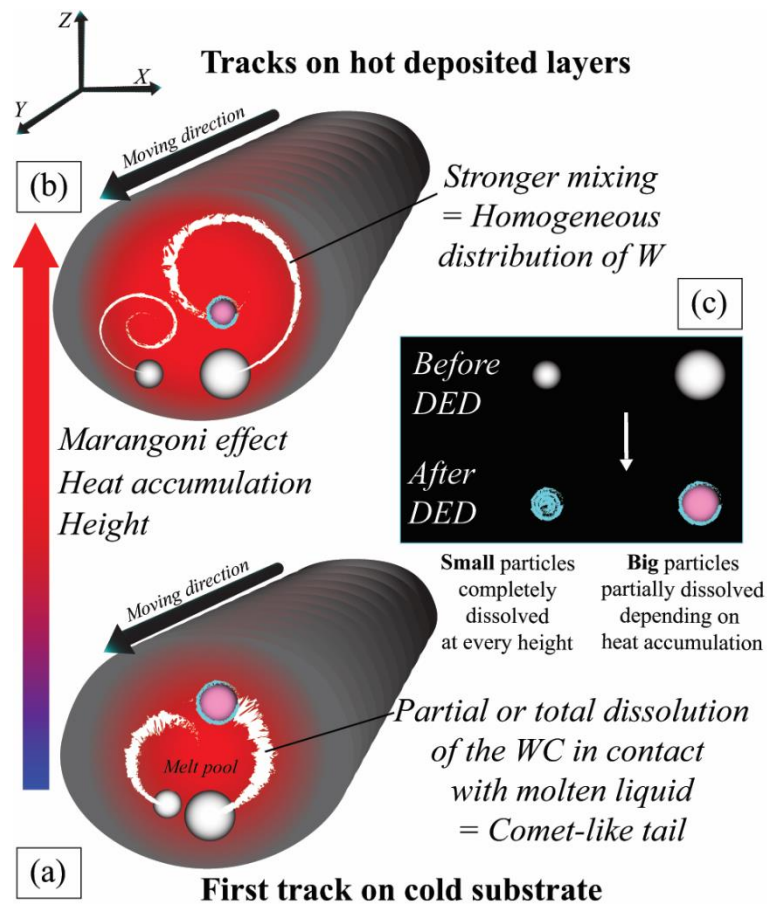 Z
X
Y
Tracks on hot deposited layers
Moving direction
(b)
Stronger mixing
= Homogeneous
distribution of W
(c)
Before
DED
After
DED
Small particles
completely
dissolved
at every height
Big particles
partially dissolved
depending on
heat accumulation
Marangoni effect
Heat accumulation
Height
Moving direction
Melt pool
Partial or total dissolution
of the WC in contact
with molten liquid
= Comet-like tail
(a)
First track on cold substrate